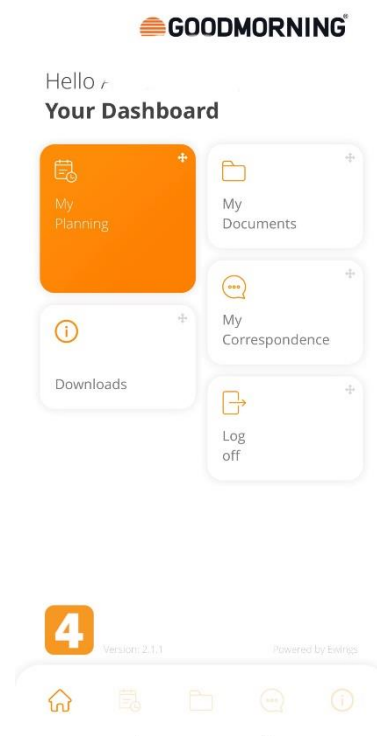 GOODMORNING®
Hello
Your Dashboard
My
Planning
My
Documents
My
Correspondence
Downloads
Log
off
4
Version: 2.1.1
Powered by Ewings